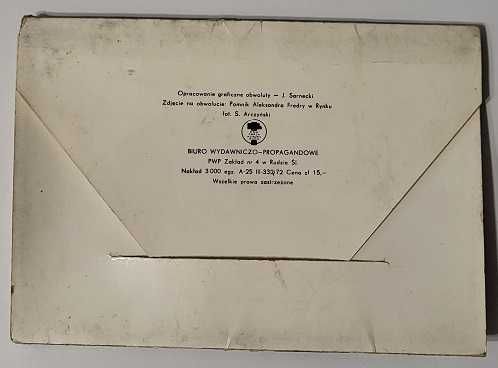 Opracowanie graficzne obwoluty — J. Sarnecki
Zdjęcie na obwolucie: Pomnik Aleksandra Fredry w Rynku
fot. S. Arczyński
BIURO WYDAWNICZO-PROPAGANDOWE
PWP Zakład nr 4 w Rudzie Śl.
Nakład 3000 egz. A-25 III-332/72 Cena zł 15,—
Wszelkie prawa zastrzeżone